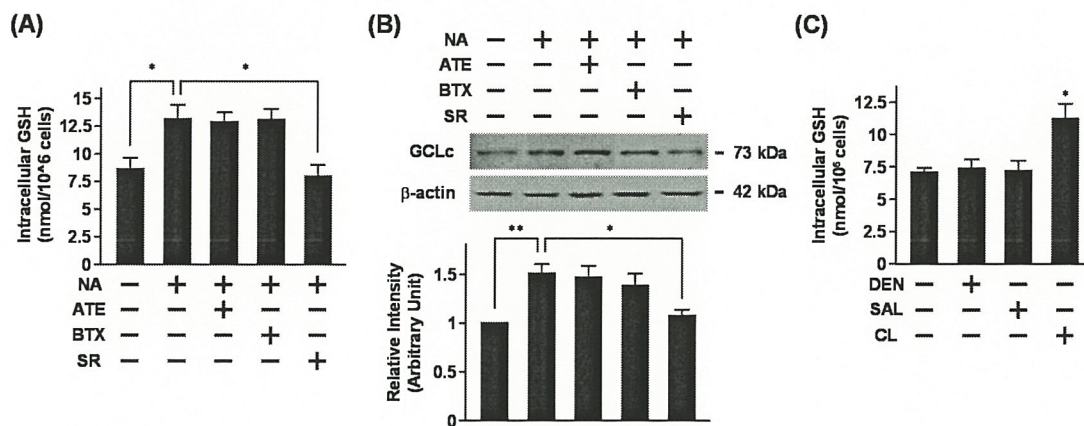 (A)
* *
Intracellular GSH
(nmol/10^6 cells)
15
12.5
10
7.5
5
2.5
0
NA − + + + +
ATE − − + − −
BTX − − − + −
SR − − − − +
(B)
NA − + + + +
ATE − − + − −
BTX − − − + −
SR − − − − +
GCLc − 73 kDa
β-actin − 42 kDa
** *
Relative Intensity
(Arbitrary Unit)
1.5
1
0
(C)
*
Intracellular GSH
(nmol/10⁶ cells)
12.5
10
7.5
5
2.5
0
DEN − + − −
SAL − − + −
CL − − − +